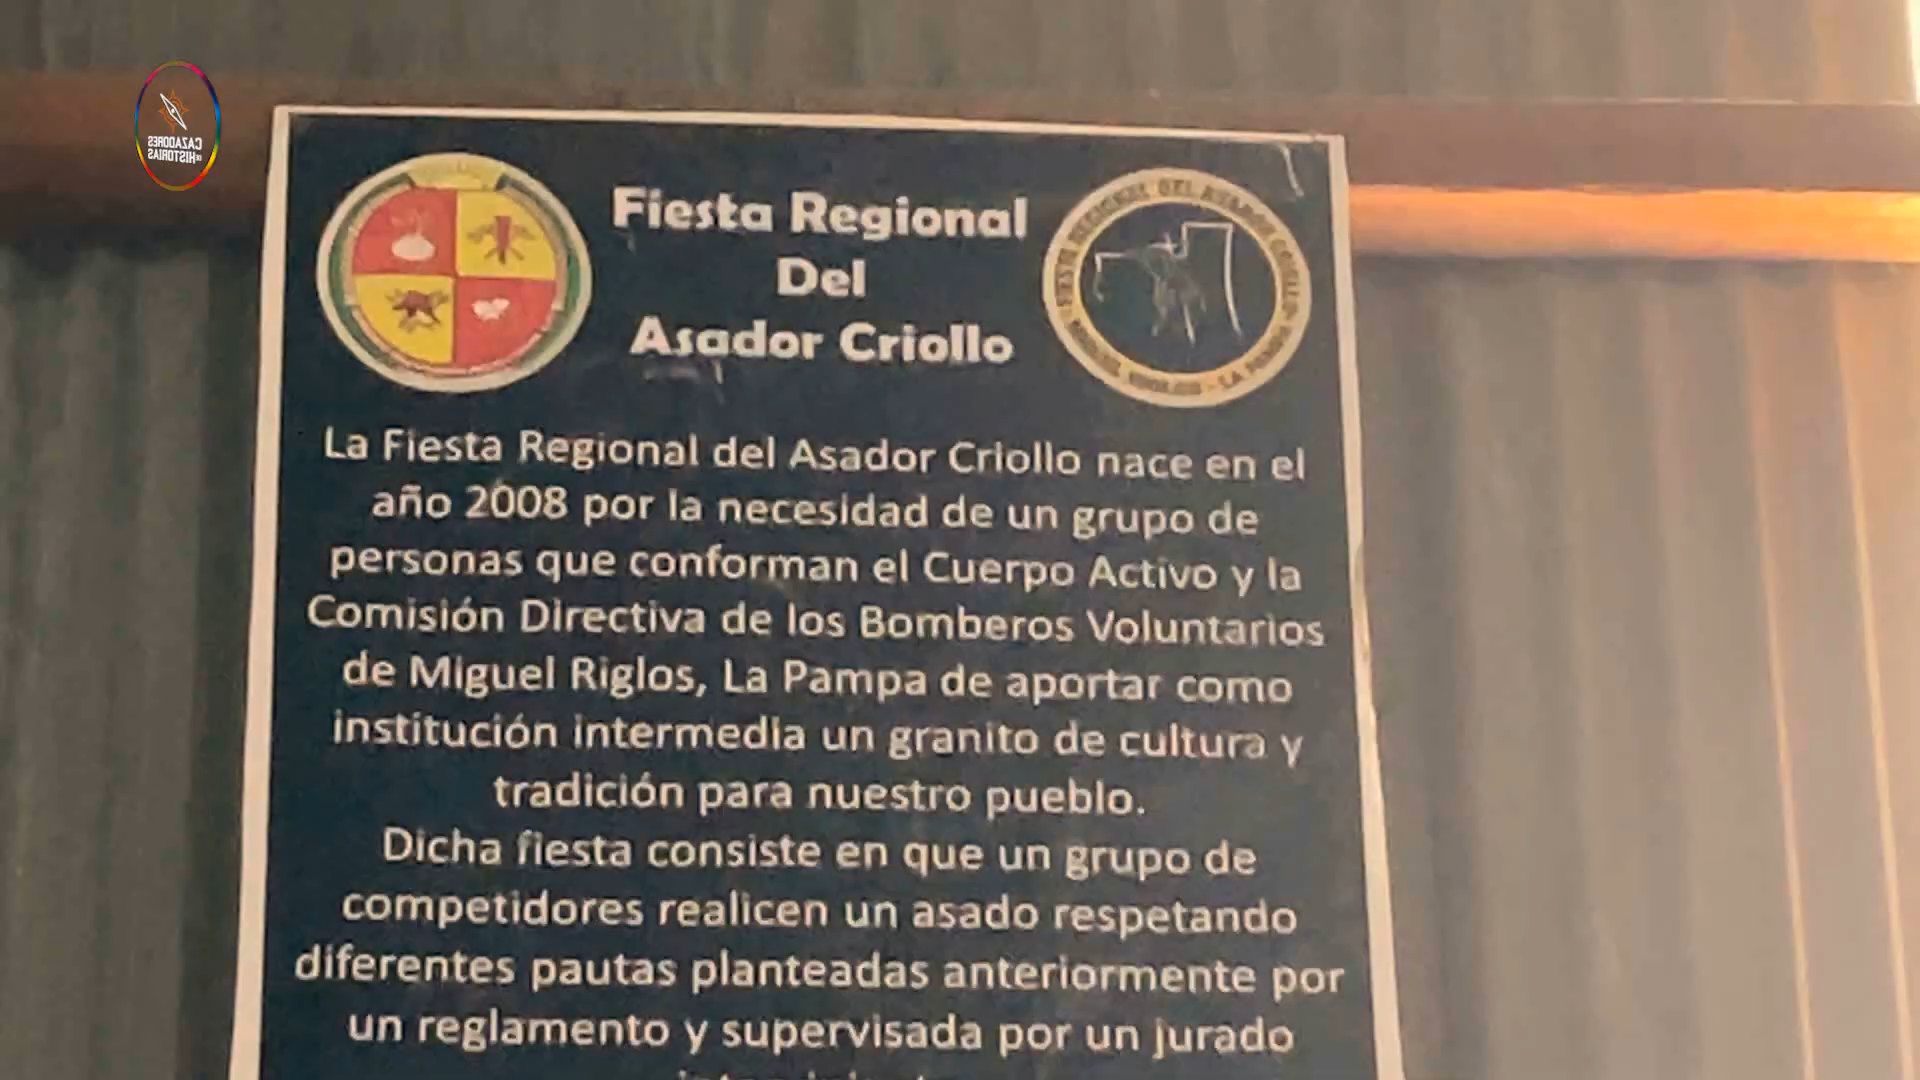 CAZADORES
DE HISTORIAS
Fiesta Regional
Del
Asador Criollo
La Fiesta Regional del Asador Criollo nace en el
año 2008 por la necesidad de un grupo de
personas que conforman el Cuerpo Activo y la
Comisión Directiva de los Bomberos Voluntarios
de Miguel Riglos, La Pampa de aportar como
institución intermedia un granito de cultura y
tradición para nuestro pueblo.
Dicha fiesta consiste en que un grupo de
competidores realicen un asado respetando
diferentes pautas planteadas anteriormente por
un reglamento y supervisada por un jurado